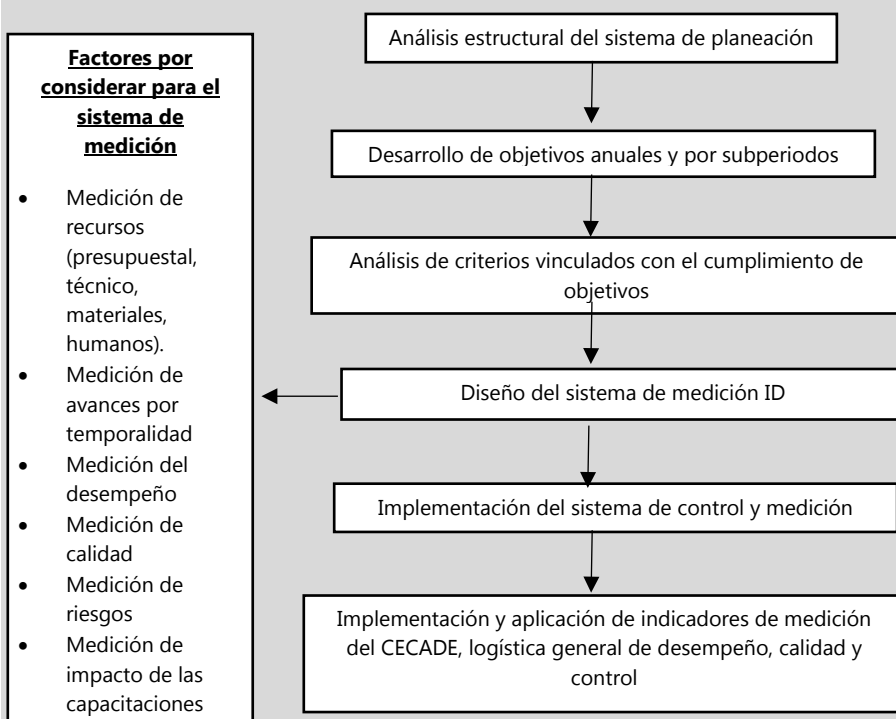 Factores por
considerar para el
sistema de
medición
• Medición de
recursos
(presupuestal,
técnico,
materiales,
humanos).
• Medición de
avances por
temporalidad
• Medición del
desempeño
• Medición de
calidad
• Medición de
riesgos
• Medición de
impacto de las
capacitaciones
Análisis estructural del sistema de planeación
Desarrollo de objetivos anuales y por subperiodos
Análisis de criterios vinculados con el cumplimiento de
objetivos
Diseño del sistema de medición ID
Implementación del sistema de control y medición
Implementación y aplicación de indicadores de medición
del CECADE, logística general de desempeño, calidad y
control